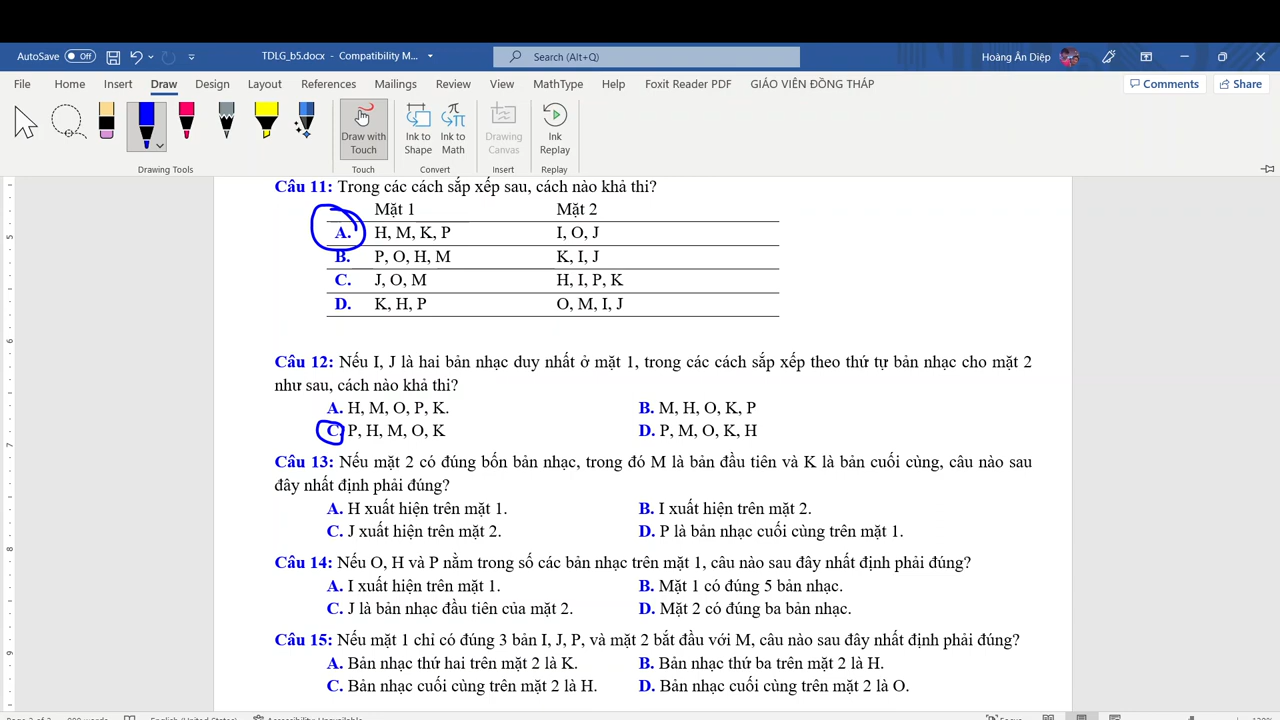 AutoSave Off TDLG_b5.docx - Compatibility M... Search (Alt+Q) Hoàng Ân Diệp
File Home Insert Draw Design Layout References Mailings Review View MathType Help Foxit Reader PDF GIÁO VIÊN ĐÒNG THÁP Comments Share
Draw with Touch
Ink to Shape
Ink to Math
Drawing Canvas
Ink Replay
Drawing Tools Touch Convert Insert Replay
Câu 11: Trong các cách sắp xếp sau, cách nào khả thi?
Mặt 1 Mặt 2
A. H, M, K, P I, O, J
B. P, O, H, M K, I, J
C. J, O, M H, I, P, K
D. K, H, P O, M, I, J
Câu 12: Nếu I, J là hai bản nhạc duy nhất ở mặt 1, trong các cách sắp xếp theo thứ tự bản nhạc cho mặt 2
như sau, cách nào khả thi?
A. H, M, O, P, K. B. M, H, O, K, P
C. P, H, M, O, K D. P, M, O, K, H
Câu 13: Nếu mặt 2 có đúng bốn bản nhạc, trong đó M là bản đầu tiên và K là bản cuối cùng, câu nào sau
đây nhất định phải đúng?
A. H xuất hiện trên mặt 1. B. I xuất hiện trên mặt 2.
C. J xuất hiện trên mặt 2. D. P là bản nhạc cuối cùng trên mặt 1.
Câu 14: Nếu O, H và P nằm trong số các bản nhạc trên mặt 1, câu nào sau đây nhất định phải đúng?
A. I xuất hiện trên mặt 1. B. Mặt 1 có đúng 5 bản nhạc.
C. J là bản nhạc đầu tiên của mặt 2. D. Mặt 2 có đúng ba bản nhạc.
Câu 15: Nếu mặt 1 chỉ có đúng 3 bản I, J, P, và mặt 2 bắt đầu với M, câu nào sau đây nhất định phải đúng?
A. Bản nhạc thứ hai trên mặt 2 là K. B. Bản nhạc thứ ba trên mặt 2 là H.
C. Bản nhạc cuối cùng trên mặt 2 là H. D. Bản nhạc cuối cùng trên mặt 2 là O.